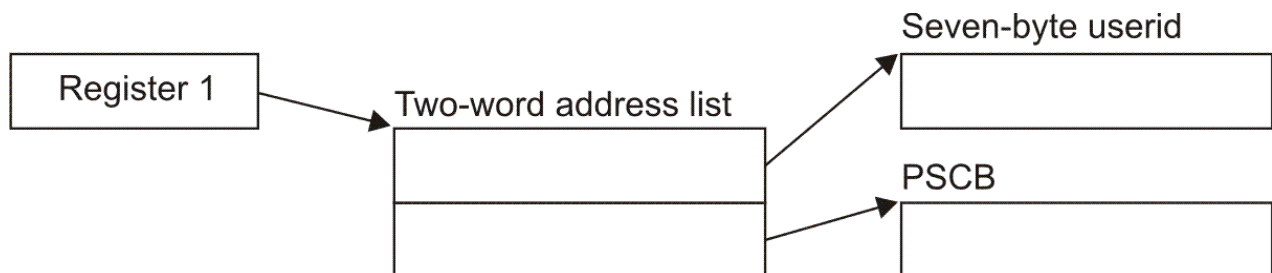 Seven-byte userid
Register 1
Two-word address list
PSCB